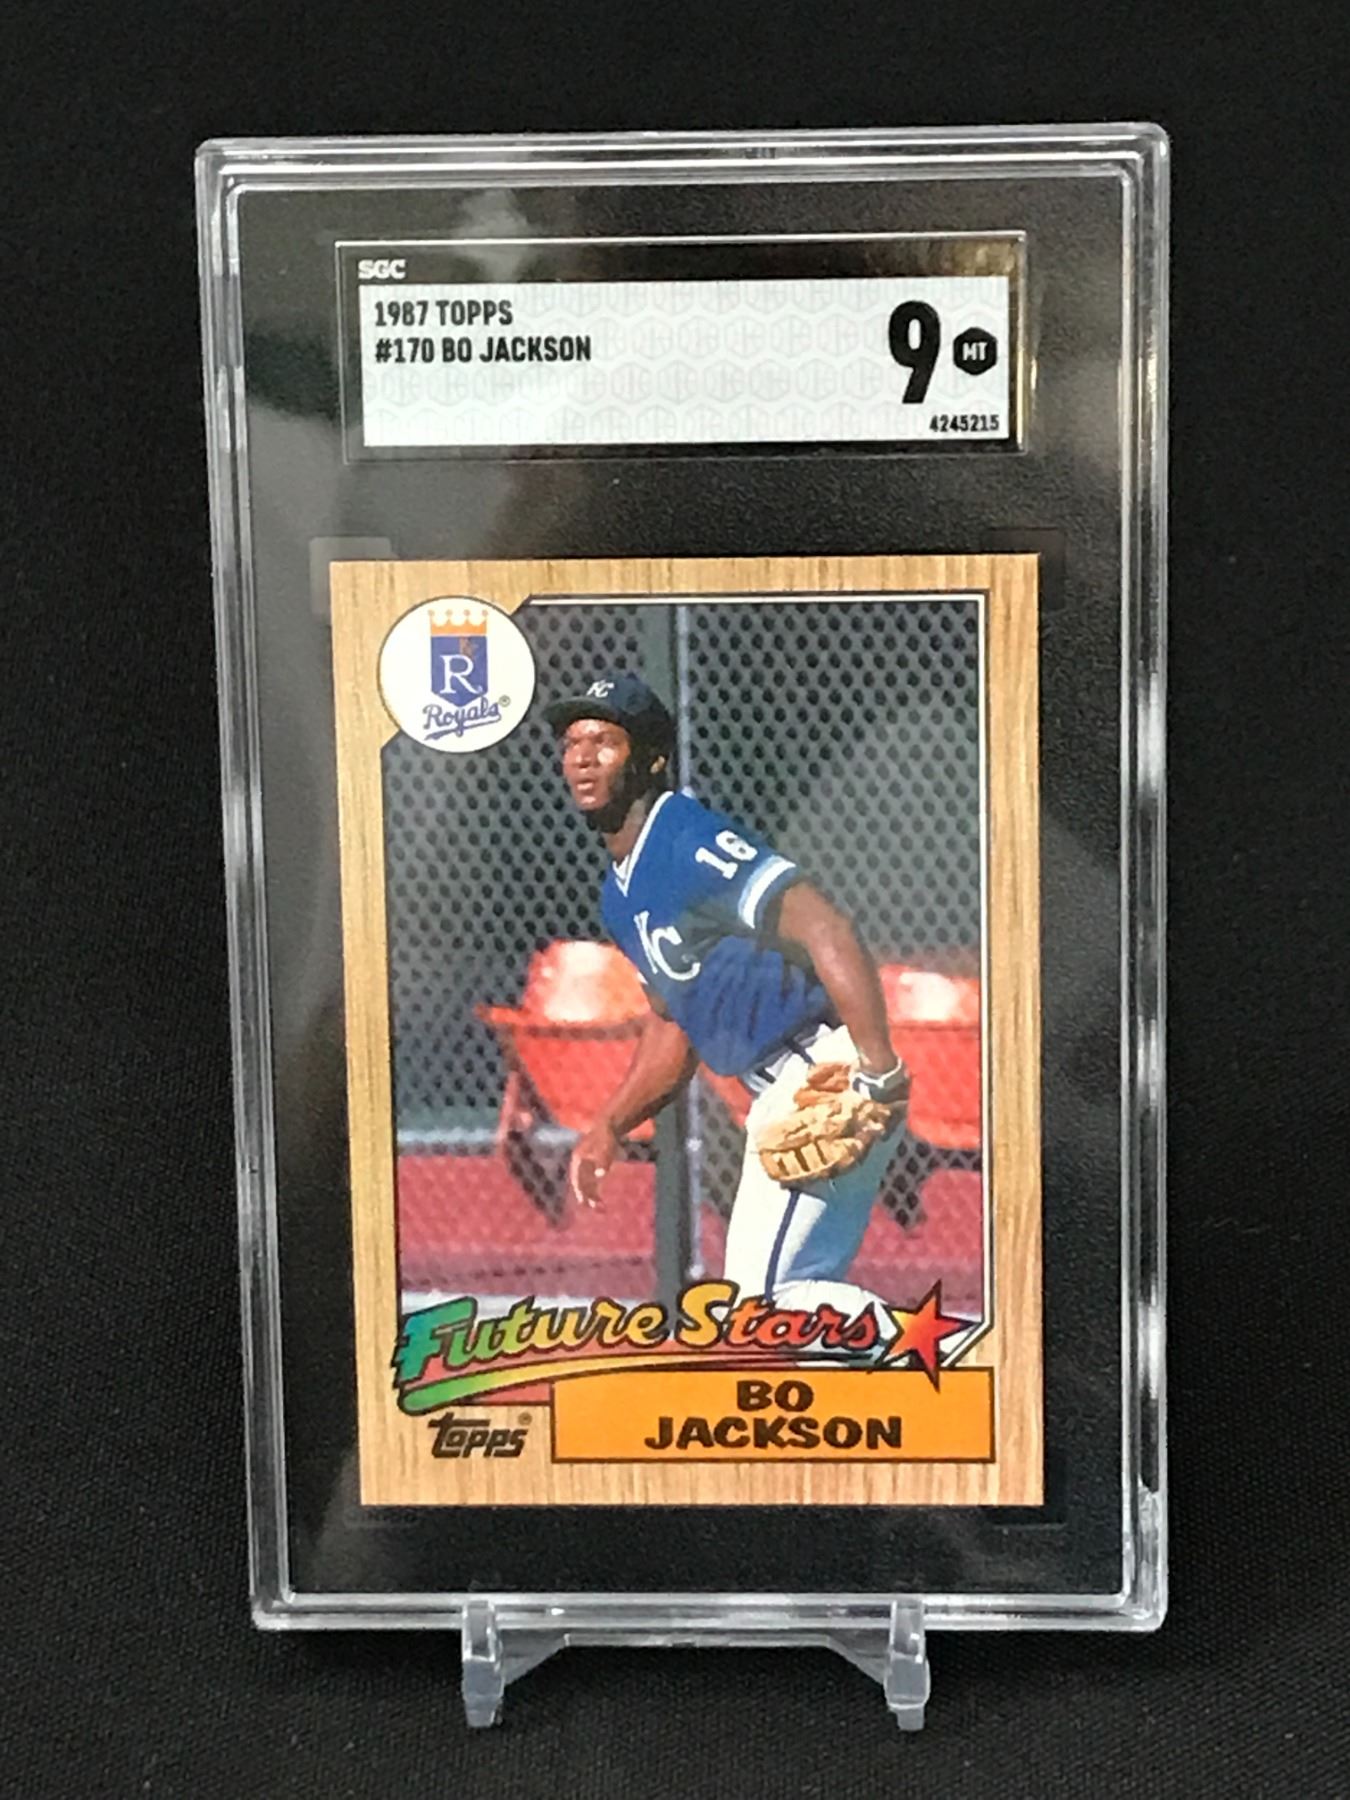 SGC
1987 TOPPS
#170 BO JACKSON
9 MT
4245215
R
Royals®
KC
16
KC
Future Stars
topps®
BO
JACKSON